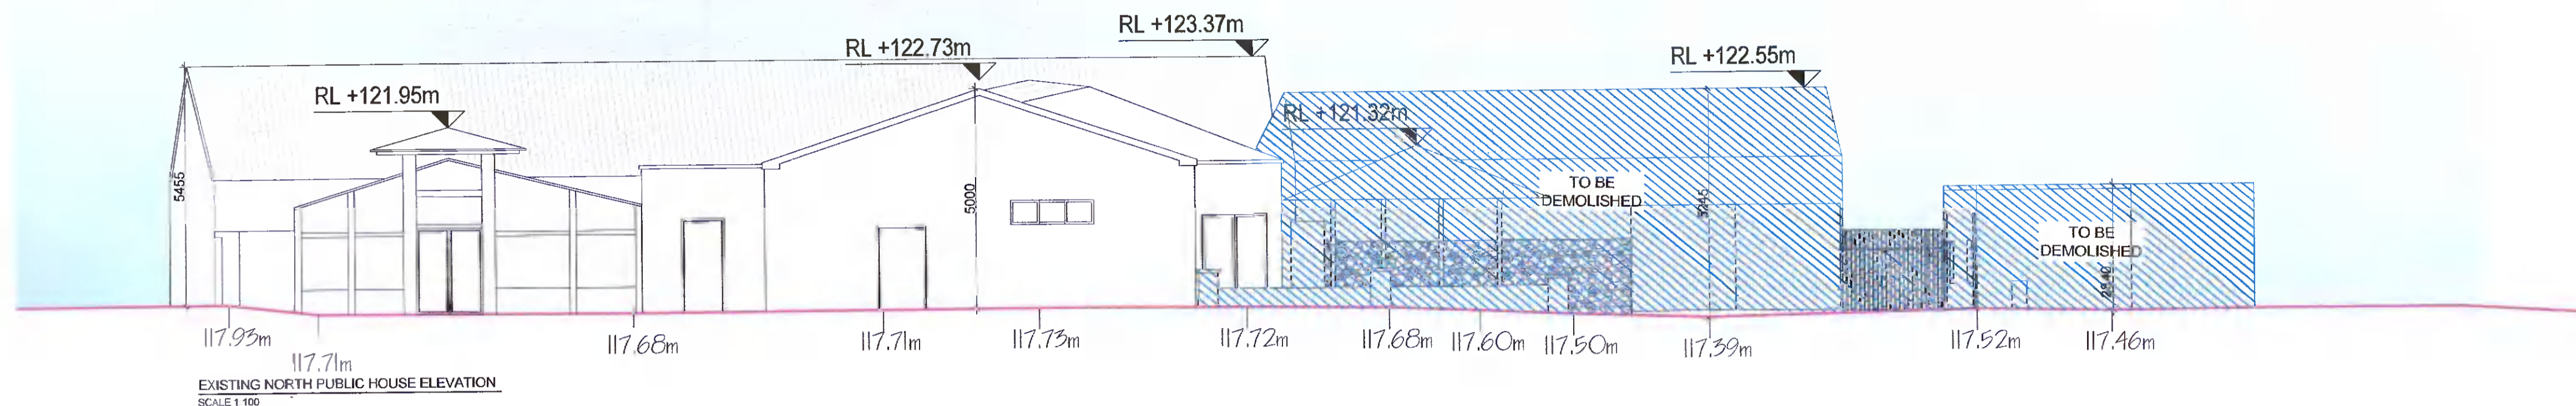 RL +123.37m
RL +122.73m
RL +122.55m
RL +121.95m
RL +121.32m
5455
5000
TO BE
DEMOLISHED
TO BE
DEMOLISHED
2940
117.93m
117.71m
117.68m
117.71m
117.73m
117.72m
117.68m
117.60m
117.50m
117.39m
117.52m
117.46m
EXISTING NORTH PUBLIC HOUSE ELEVATION
SCALE 1 100